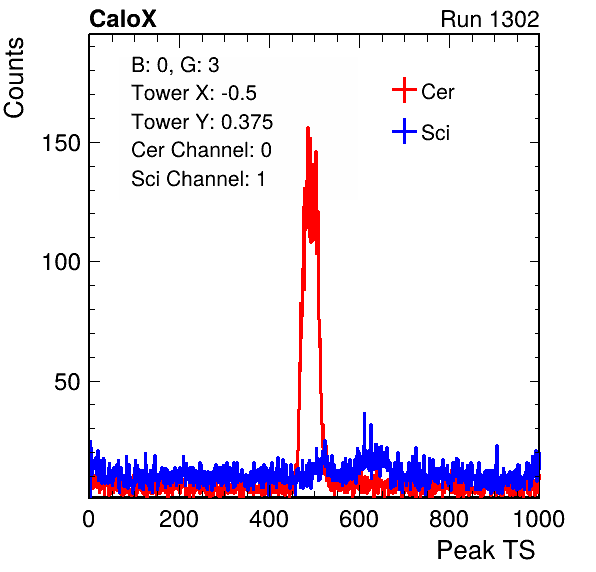 CaloX Run 1302
Counts
B: 0, G: 3
Tower X: -0.5
Tower Y: 0.375
Cer Channel: 0
Sci Channel: 1
Cer
Sci
150
100
50
0 200 400 600 800 1000
Peak TS